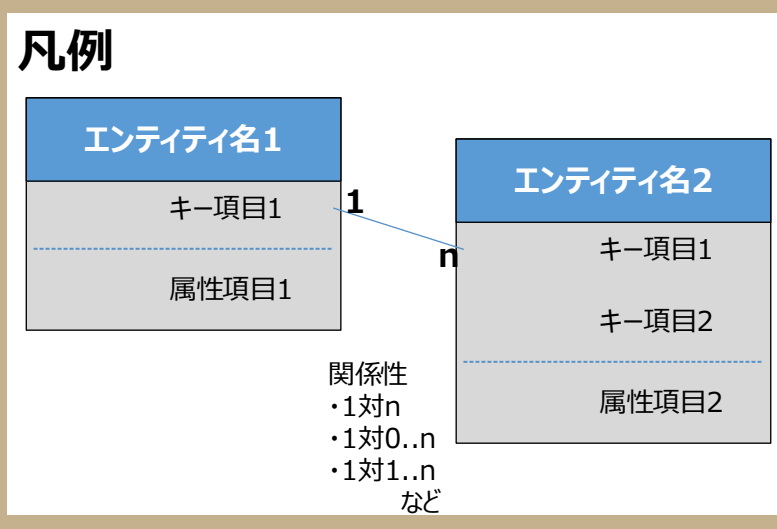 凡例
エンティティ名1
キー項目1
属性項目1
1
n
エンティティ名2
キー項目1
キー項目2
属性項目2
関係性
・1対n
・1対0..n
・1対1..n
など